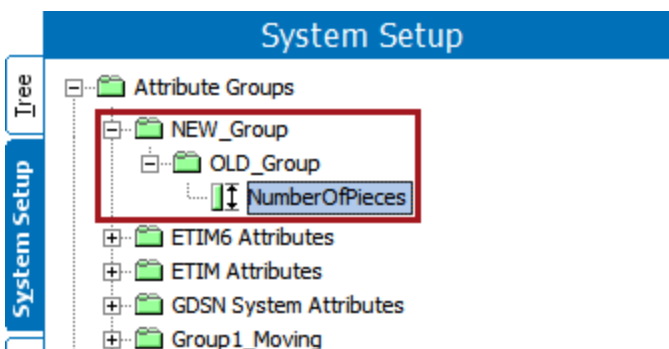 System Setup
Tree
System Setup
Attribute Groups
NEW_Group
OLD_Group
NumberOfPieces
ETIM6 Attributes
ETIM Attributes
GDSN System Attributes
Group1_Moving